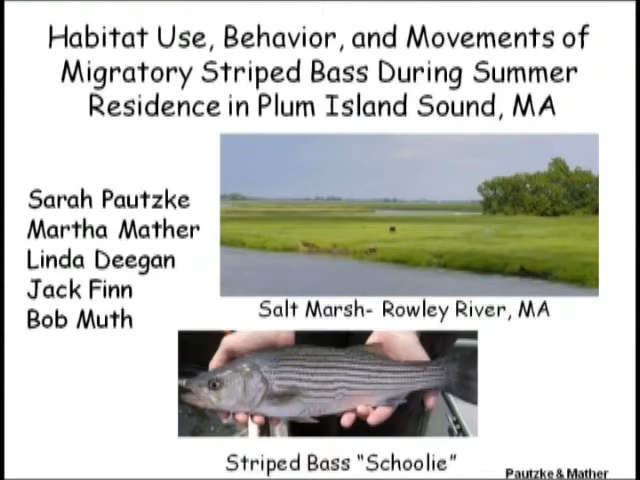 Habitat Use, Behavior, and Movements of
Migratory Striped Bass During Summer
Residence in Plum Island Sound, MA
Sarah Pautzke
Martha Mather
Linda Deegan
Jack Finn
Bob Muth
Salt Marsh- Rowley River, MA
Striped Bass “Schoolie”
Pautzke & Mather